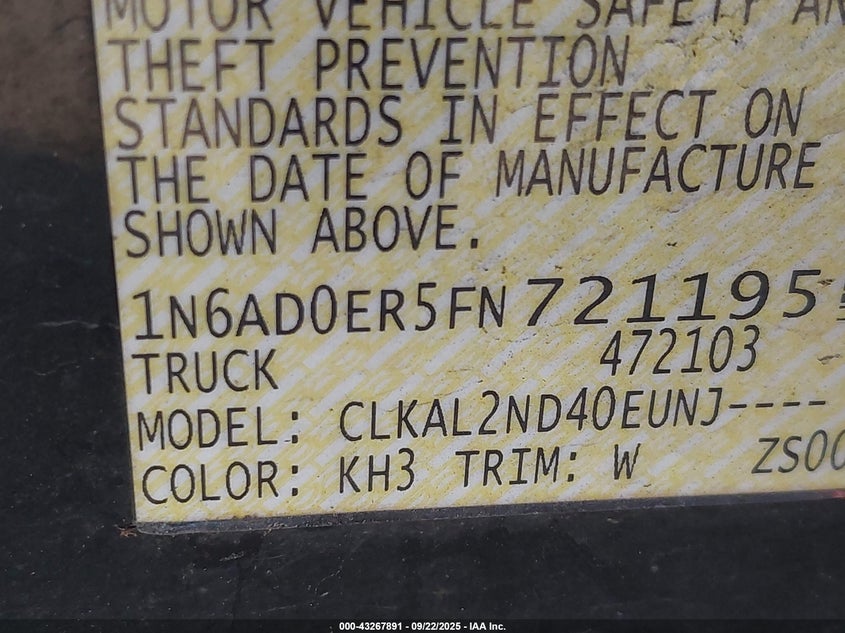 MOTOR VEHICLE SAFETY AN
THEFT PREVENTION
STANDARDS IN EFFECT ON
THE DATE OF MANUFACTURE
SHOWN ABOVE.
1N6AD0ER5FN721195
TRUCK 472103
MODEL: CLKAL2ND40EUNJ----
COLOR: KH3 TRIM: W ZS00
000-43267891 - 09/22/2025 - IAA Inc.